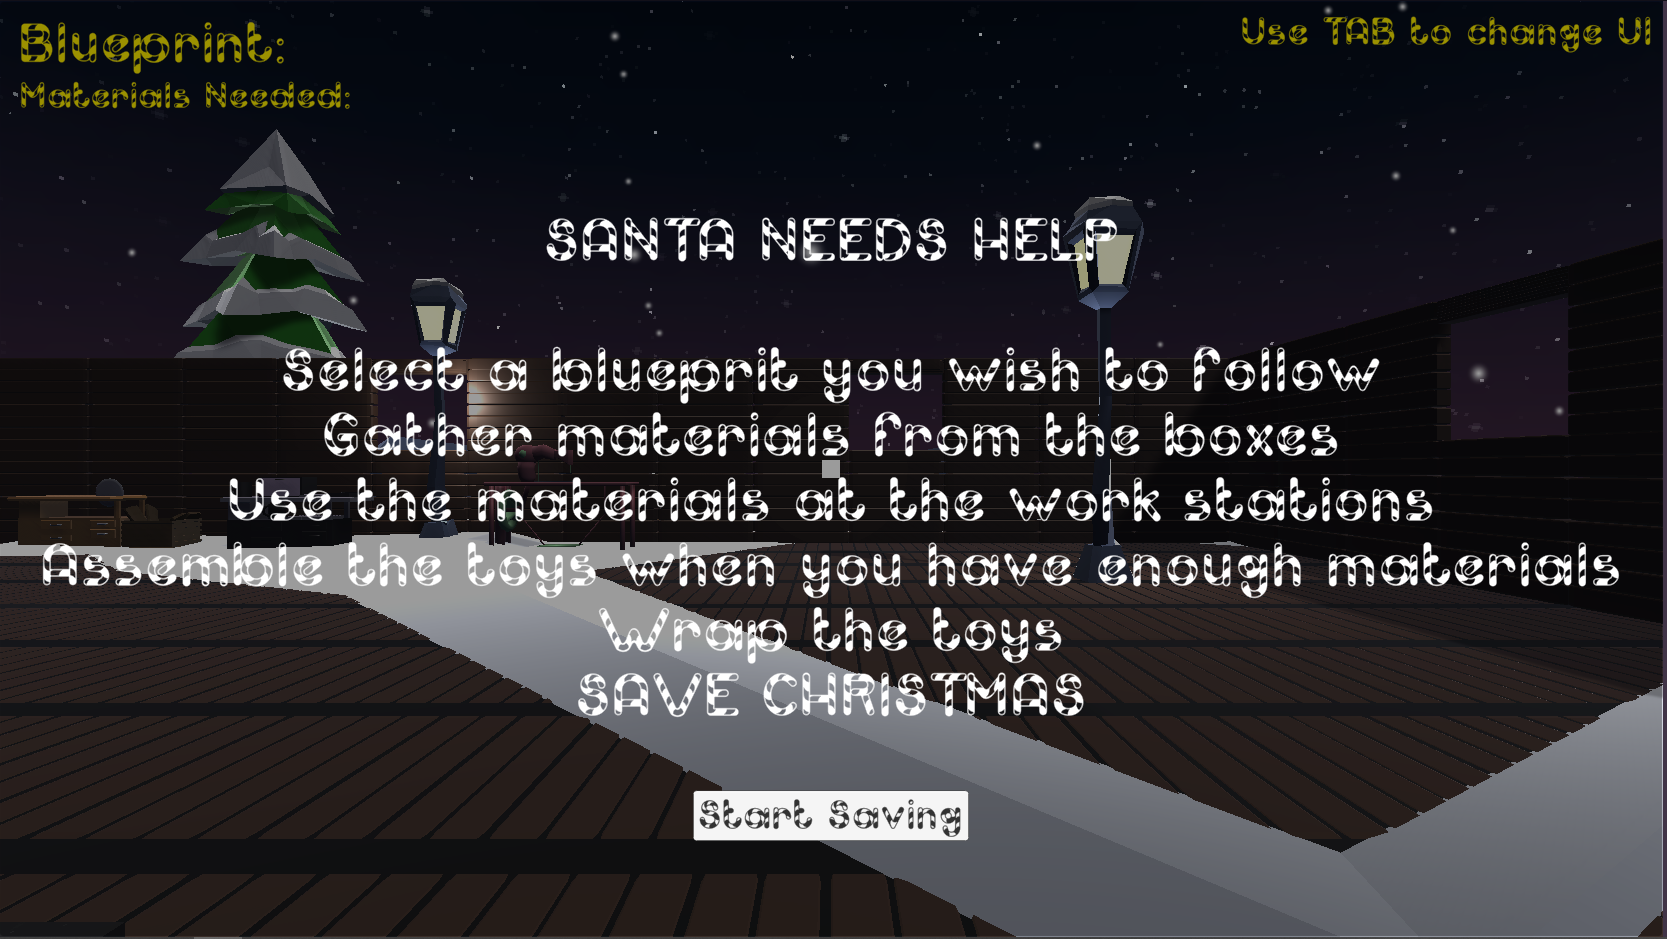 Blueprint:
Use TAB to change UI
Materials Needed:
SANTA NEEDS HELP
Select a blueprit you wish to follow
Gather materials from the boxes
Use the materials at the work stations
Assemble the toys when you have enough materials
Wrap the toys
SAVE CHRISTMAS
Start Saving